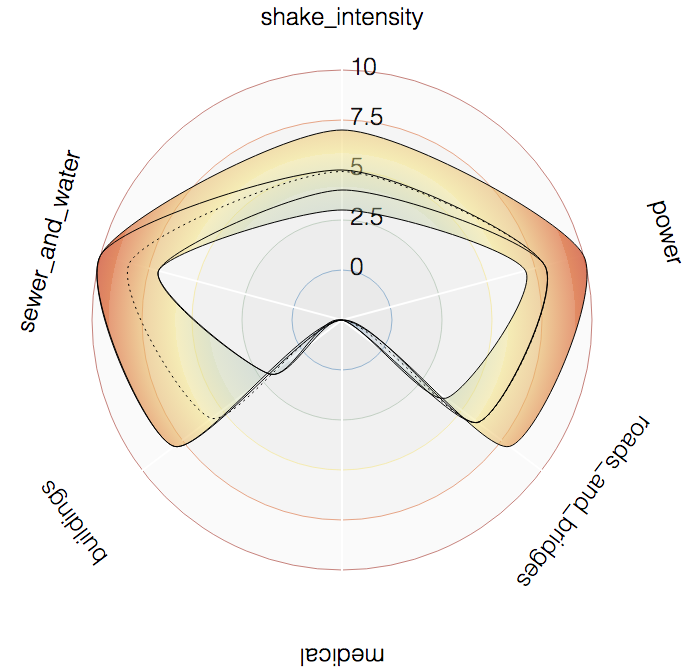 shake_intensity
10
7.5
5
2.5
0
power
roads_and_bridges
medical
buildings
sewer_and_water